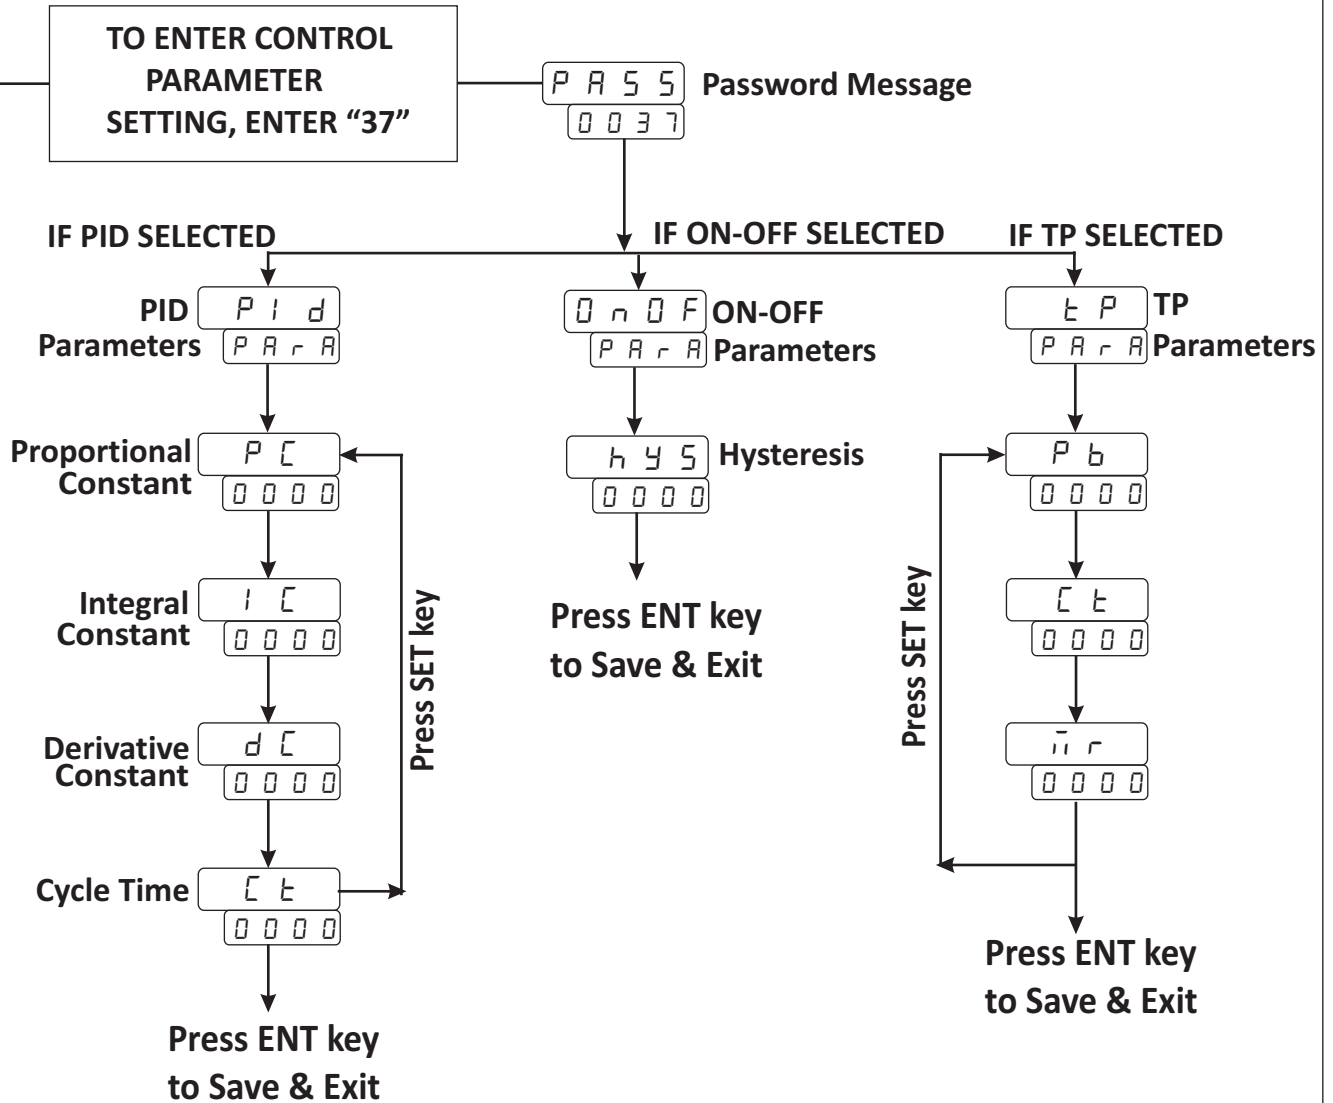 TO ENTER CONTROL
PARAMETER
SETTING, ENTER “37”
PASS
Password Message
0037
IF PID SELECTED
IF ON-OFF SELECTED
IF TP SELECTED
PID
PId
Parameters
PArA
OnOF
ON-OFF
PArA
Parameters
tP
TP
PArA
Parameters
Proportional
Constant
PC
0000
Integral
Constant
IC
0000
Derivative
Constant
dC
0000
Cycle Time
Ct
0000
Press SET key
Press ENT key
to Save & Exit
hyS
Hysteresis
0000
Press ENT key
to Save & Exit
Pb
0000
Ct
0000
r
0000
Press SET key
Press ENT key
to Save & Exit